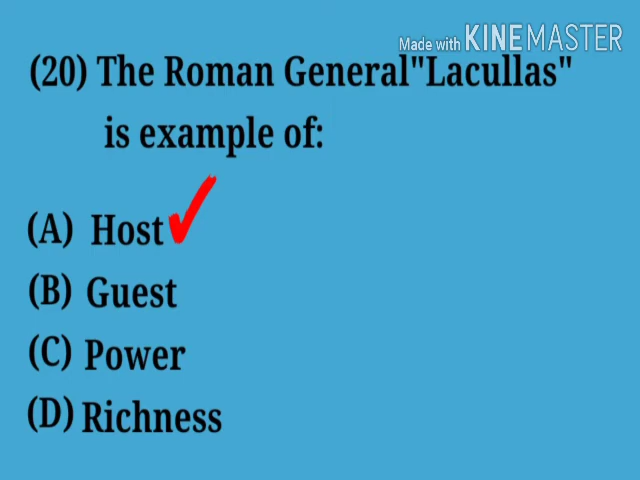 Made with KINEMASTER
(20) The Roman General"Lacullas"
is example of:
(A) Host
(B) Guest
(C) Power
(D) Richness